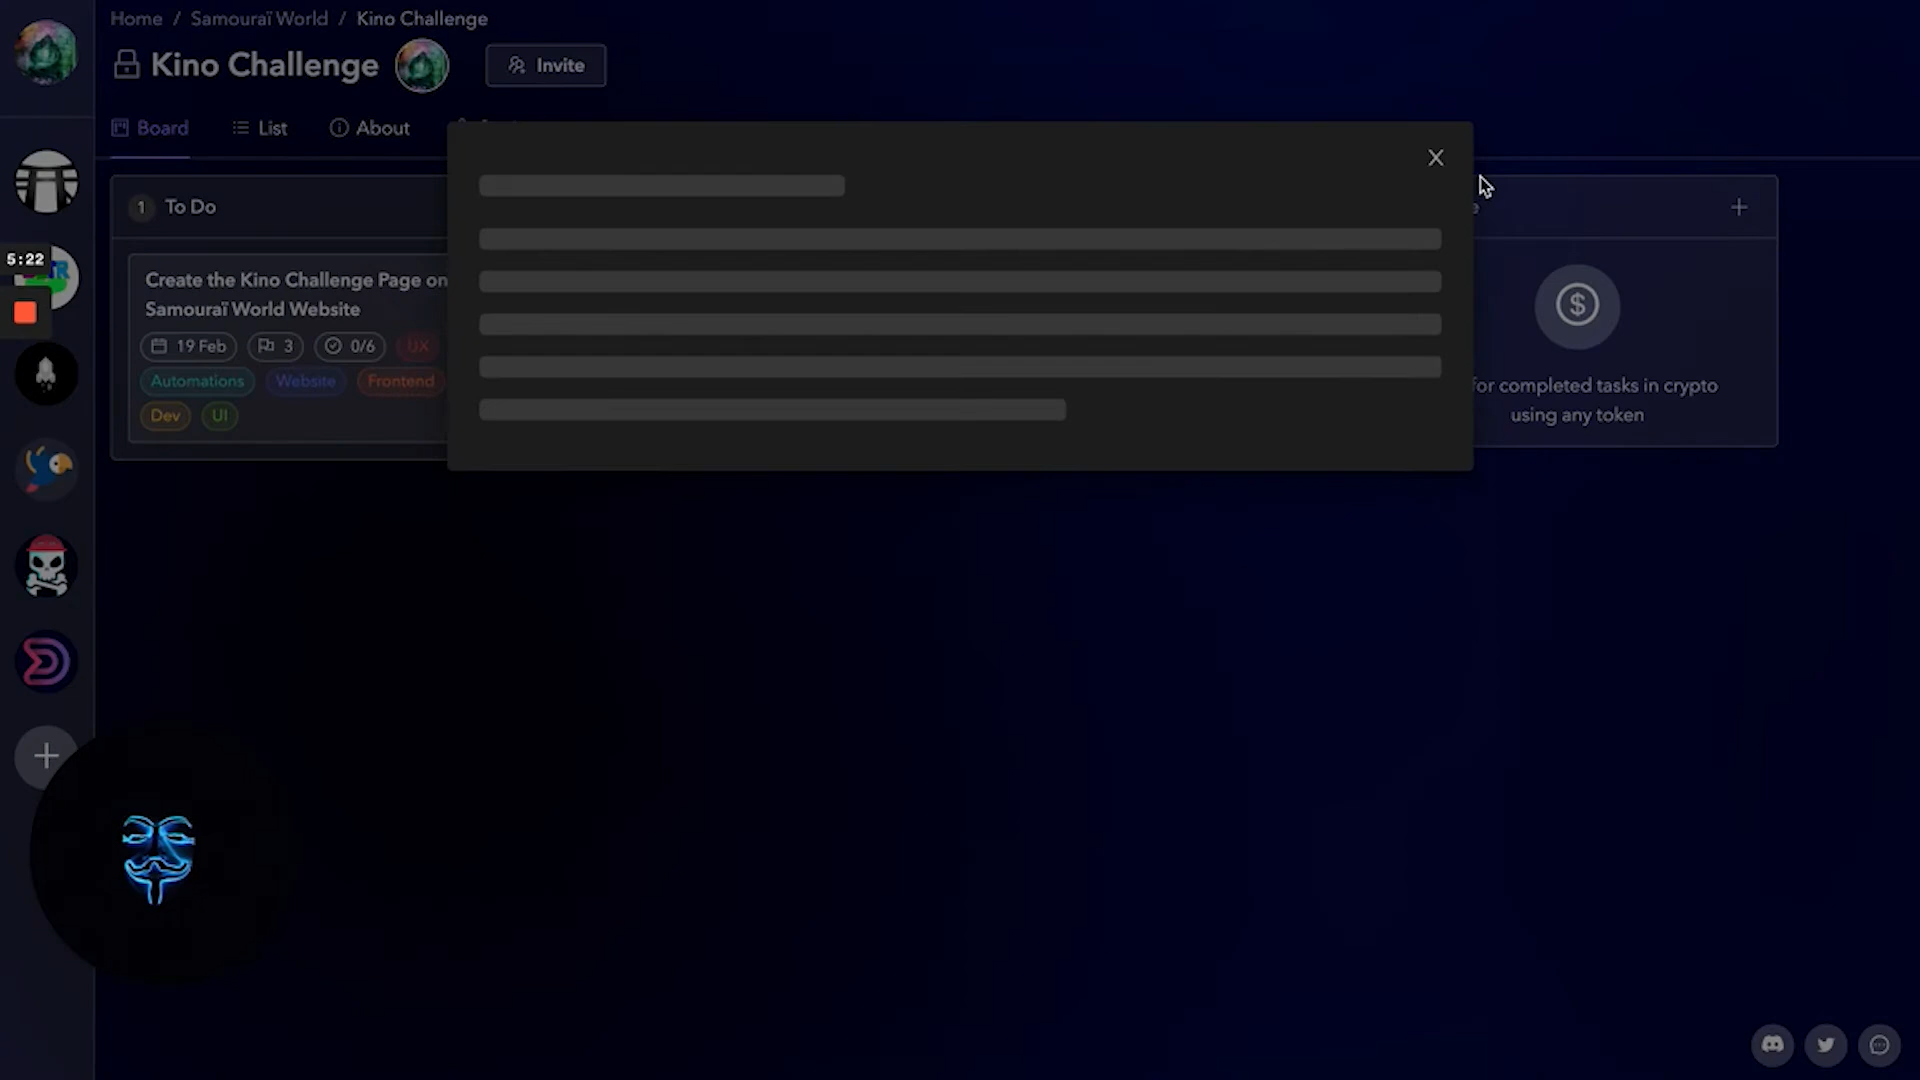 Home / Samouraï World / Kino Challenge
Kino Challenge
Invite
Board
List
About
1 To Do
5:22
Create the Kino Challenge Page on
Samouraï World Website
19 Feb
3
0/6
UX
Automations
Website
Frontend
Dev
UI
for completed tasks in crypto
using any token